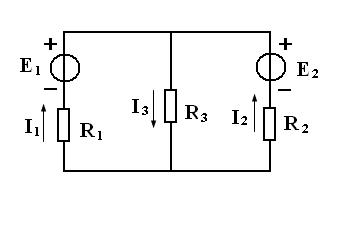 + +
E1 E2
− −
I3 R3
I1 R1 I2 R2